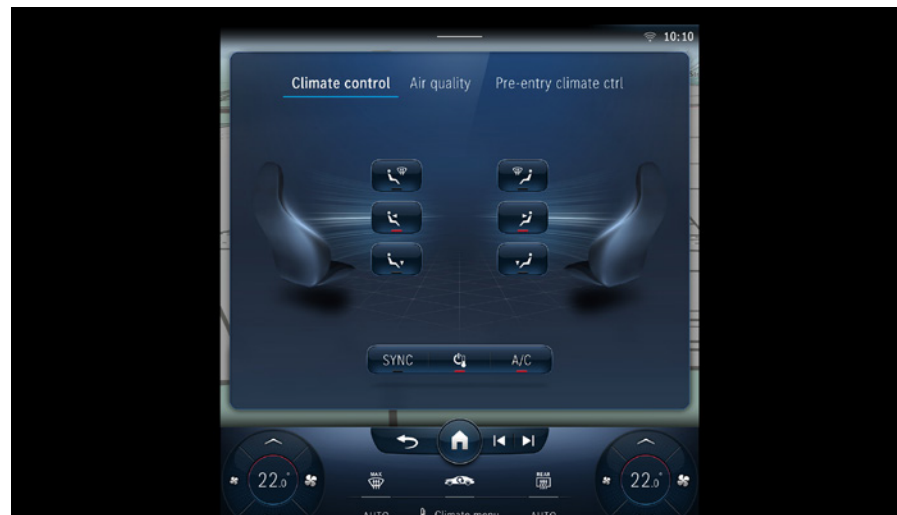 10:10
Climate control Air quality Pre-entry climate ctrl
SYNC A/C
22.0° 22.0°
MAX REAR
AUTO Climate menu AUTO